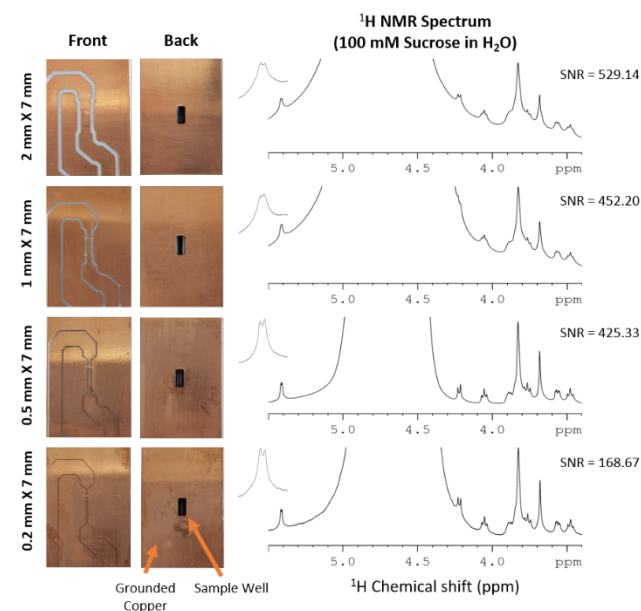 ¹H NMR Spectrum
(100 mM Sucrose in H₂O)
Front Back
2 mm X 7 mm
SNR = 529.14
5.0 4.5 4.0 ppm
1 mm X 7 mm
SNR = 452.20
5.0 4.5 4.0 ppm
0.5 mm X 7 mm
SNR = 425.33
5.0 4.5 4.0 ppm
0.2 mm X 7 mm
SNR = 168.67
5.0 4.5 4.0 ppm
Grounded
Copper
Sample Well
¹H Chemical shift (ppm)